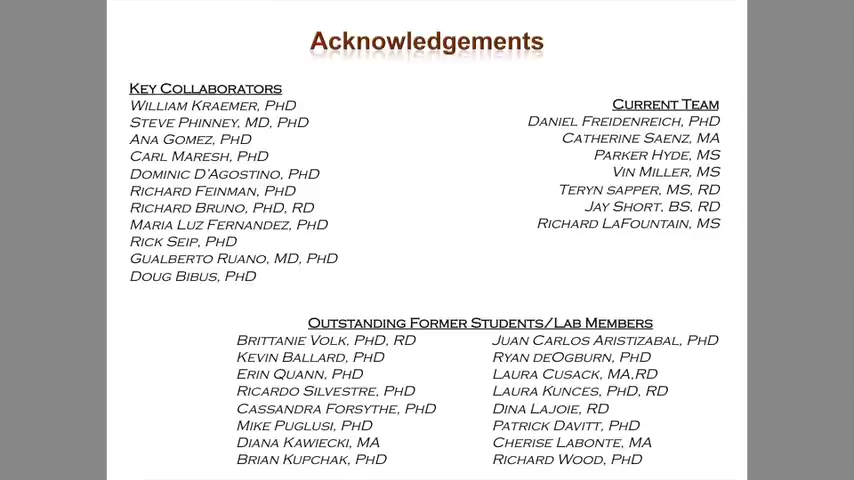 Acknowledgements
KEY COLLABORATORS
WILLIAM KRAEMER, PHD
STEVE PHINNEY, MD, PHD
ANA GOMEZ, PHD
CARL MARESH, PHD
DOMINIC D'AGOSTINO, PHD
RICHARD FEINMAN, PHD
RICHARD BRUNO, PHD, RD
MARIA LUZ FERNANDEZ, PHD
RICK SEIP, PHD
GUALBERTO RUANO, MD, PHD
DOUG BIBUS, PHD
CURRENT TEAM
DANIEL FREIDENREICH, PHD
CATHERINE SAENZ, MA
PARKER HYDE, MS
VIN MILLER, MS
TERYN SAPPER, MS, RD
JAY SHORT, BS, RD
RICHARD LAFOUNTAIN, MS
OUTSTANDING FORMER STUDENTS/LAB MEMBERS
BRITTANIE VOLK, PHD, RD
KEVIN BALLARD, PHD
ERIN QUANN, PHD
RICARDO SILVESTRE, PHD
CASSANDRA FORSYTHE, PHD
MIKE PUGLUSI, PHD
DIANA KAWIECKI, MA
BRIAN KUPCHAK, PHD
JUAN CARLOS ARISTIZABAL, PHD
RYAN DEOGBURN, PHD
LAURA CUSACK, MA,RD
LAURA KUNCES, PHD, RD
DINA LAJOIE, RD
PATRICK DAVITT, PHD
CHERISE LABONTE, MA
RICHARD WOOD, PHD